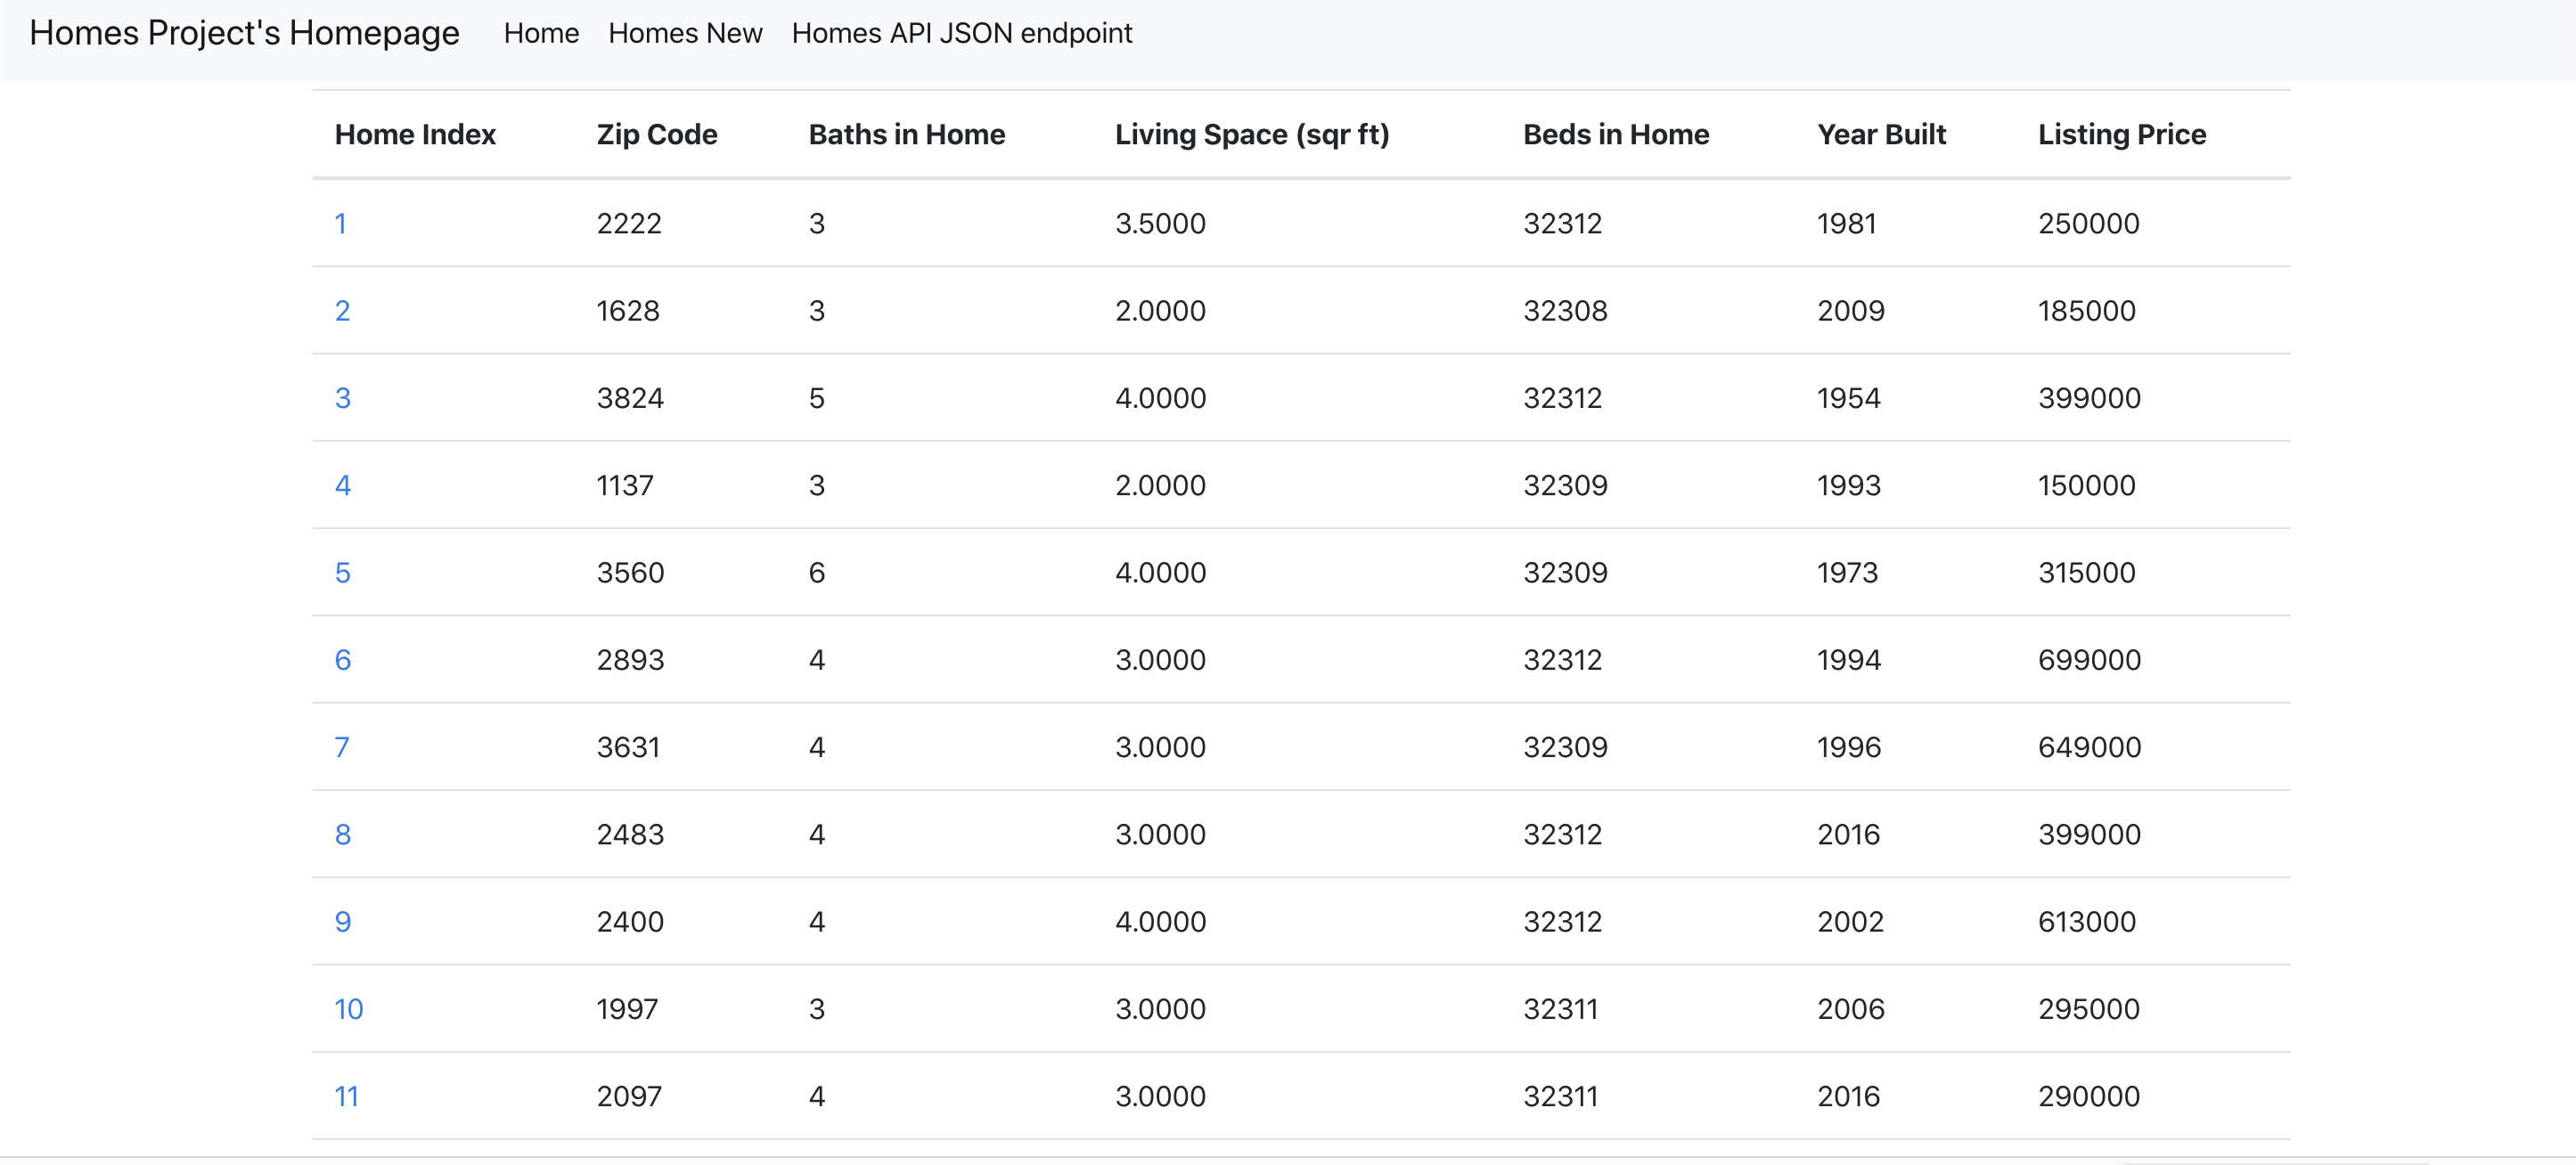 Homes Project's Homepage Home Homes New Homes API JSON endpoint
Home Index Zip Code Baths in Home Living Space (sqr ft) Beds in Home Year Built Listing Price
1 2222 3 3.5000 32312 1981 250000
2 1628 3 2.0000 32308 2009 185000
3 3824 5 4.0000 32312 1954 399000
4 1137 3 2.0000 32309 1993 150000
5 3560 6 4.0000 32309 1973 315000
6 2893 4 3.0000 32312 1994 699000
7 3631 4 3.0000 32309 1996 649000
8 2483 4 3.0000 32312 2016 399000
9 2400 4 4.0000 32312 2002 613000
10 1997 3 3.0000 32311 2006 295000
11 2097 4 3.0000 32311 2016 290000